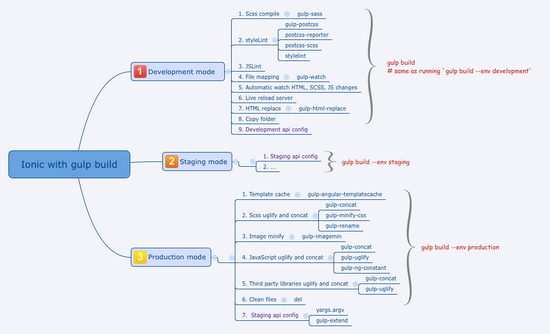 Ionic with gulp build
1 Development mode
1. Scss compile gulp-sass
2. styleLint
gulp-postcss
postcss-reporter
postcss-scss
stylelint
3. JSLint
4. File mapping gulp-watch
5. Automatic watch HTML, SCSS, JS changes
6. Live reload server
7. HTML replace gulp-html-replace
8. Copy folder
9. Development api config
gulp build
# same as running `gulp build --env development`
2 Staging mode
1. Staging api config
2. ...
gulp build --env staging
3 Production mode
1. Template cache gulp-angular-templatecache
2. Scss uglify and concat
gulp-concat
gulp-minify-css
gulp-rename
3. Image minify gulp-imagemin
4. JavaScript uglify and concat
gulp-concat
gulp-uglify
gulp-ng-constant
5. Third party libraries uglify and concat
gulp-concat
gulp-uglify
6. Clean files del
7. Staging api config
yargs.argv
gulp-extend
gulp build --env production